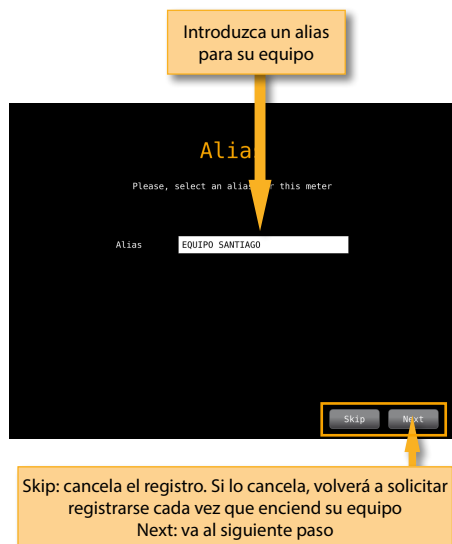 Introduzca un alias
para su equipo
Alias
Please, select an alias for this meter
Alias
EQUIPO SANTIAGO
Skip
Next
Skip: cancela el registro. Si lo cancela, volverá a solicitar
registrarse cada vez que enciend su equipo
Next: va al siguiente paso